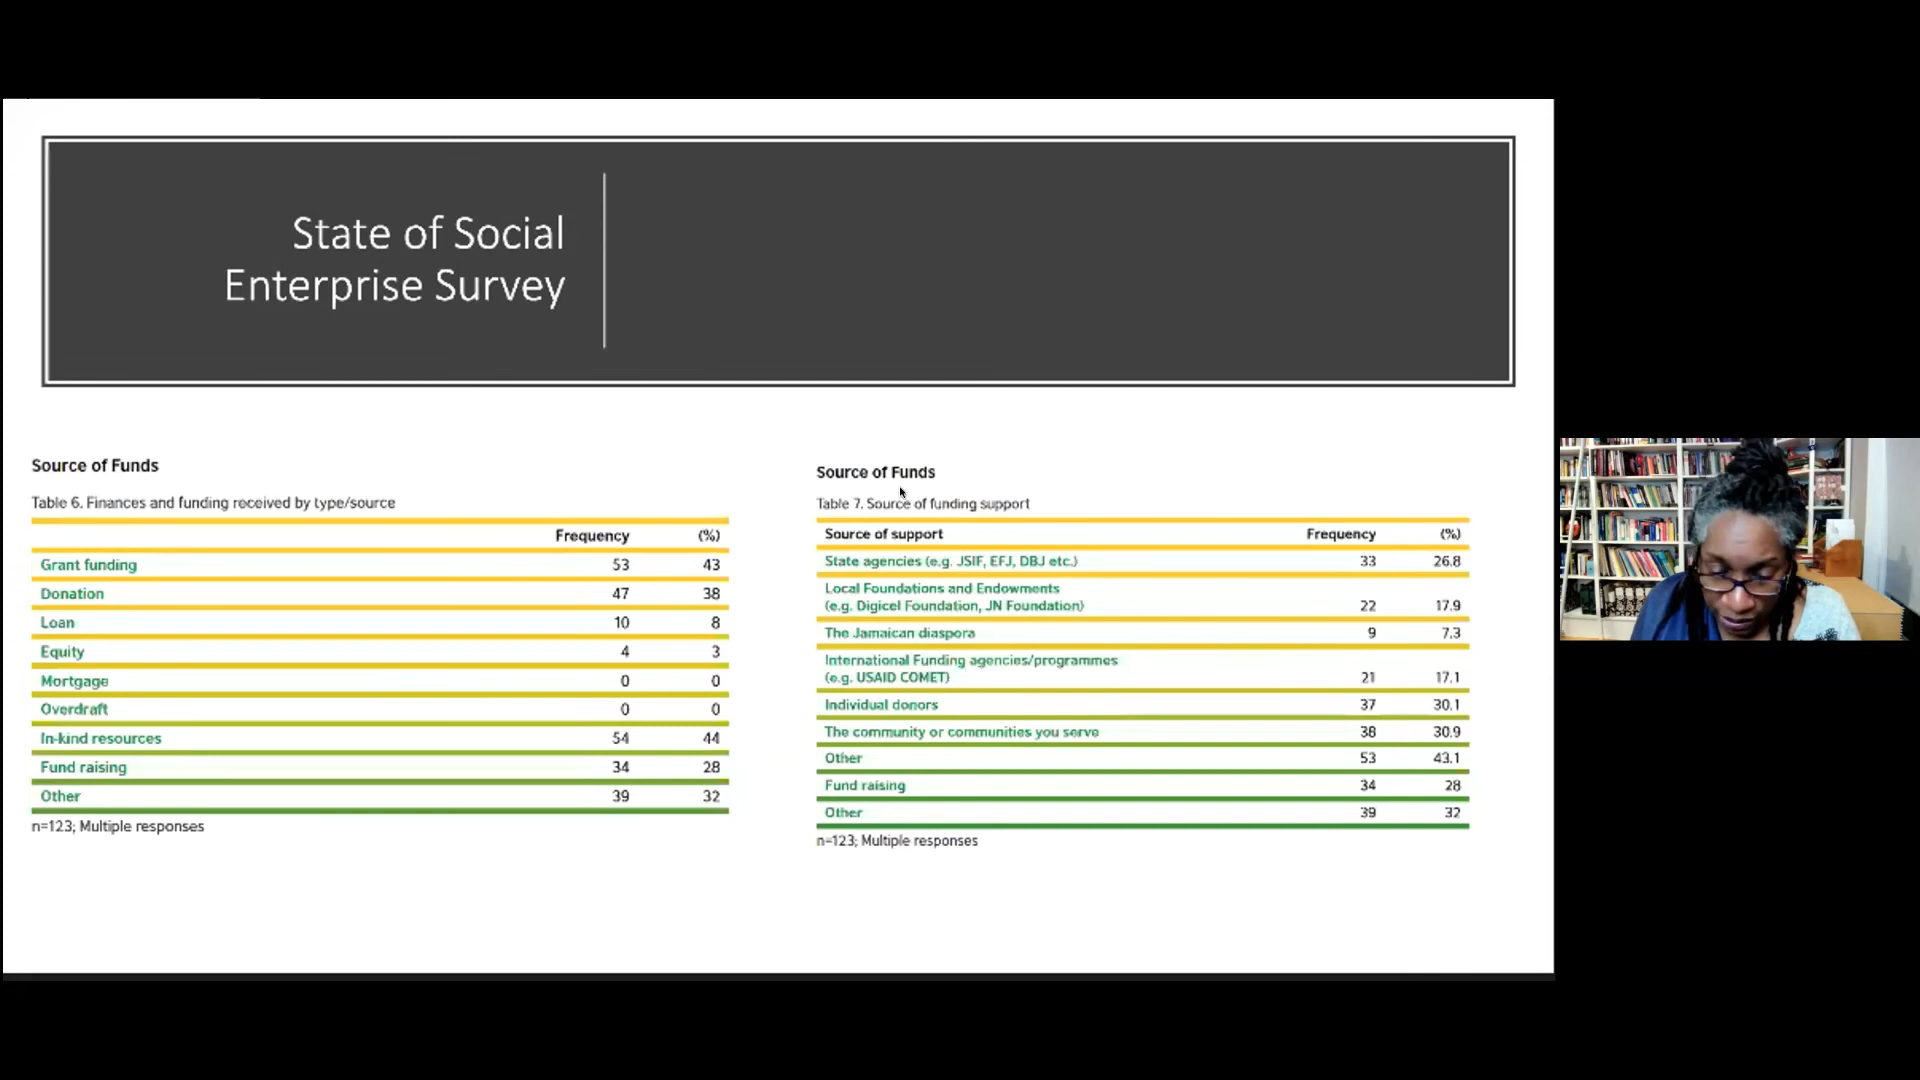 State of Social
Enterprise Survey
Source of Funds
Table 6. Finances and funding received by type/source
Frequency (%)
Grant funding 53 43
Donation 47 38
Loan 10 8
Equity 4 3
Mortgage 0 0
Overdraft 0 0
In-kind resources 54 44
Fund raising 34 28
Other 39 32
n=123; Multiple responses
Source of Funds
Table 7. Source of funding support
Source of support Frequency (%)
State agencies (e.g. JSIF, EFJ, DBJ etc.) 33 26.8
Local Foundations and Endowments
(e.g. Digicel Foundation, JN Foundation) 22 17.9
The Jamaican diaspora 9 7.3
International Funding agencies/programmes
(e.g. USAID COMET) 21 17.1
Individual donors 37 30.1
The community or communities you serve 38 30.9
Other 53 43.1
Fund raising 34 28
Other 39 32
n=123; Multiple responses